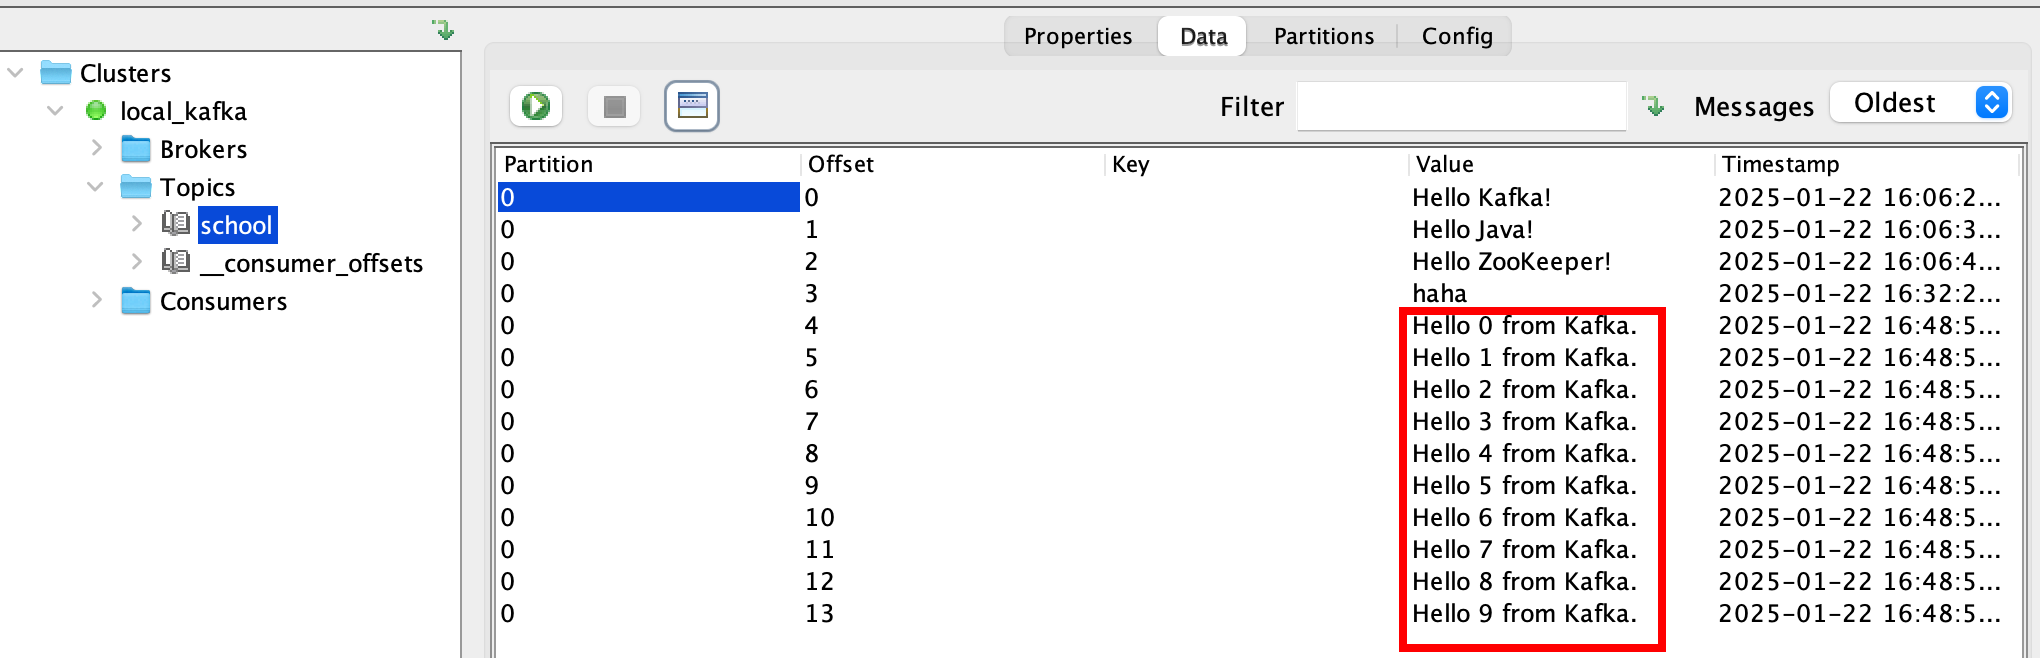 Clusters
local_kafka
Brokers
Topics
school
__consumer_offsets
Consumers
Properties Data Partitions Config
Filter Messages Oldest
Partition Offset Key Value Timestamp
0 0 Hello Kafka! 2025-01-22 16:06:2...
0 1 Hello Java! 2025-01-22 16:06:3...
0 2 Hello ZooKeeper! 2025-01-22 16:06:4...
0 3 haha 2025-01-22 16:32:2...
0 4 Hello 0 from Kafka. 2025-01-22 16:48:5...
0 5 Hello 1 from Kafka. 2025-01-22 16:48:5...
0 6 Hello 2 from Kafka. 2025-01-22 16:48:5...
0 7 Hello 3 from Kafka. 2025-01-22 16:48:5...
0 8 Hello 4 from Kafka. 2025-01-22 16:48:5...
0 9 Hello 5 from Kafka. 2025-01-22 16:48:5...
0 10 Hello 6 from Kafka. 2025-01-22 16:48:5...
0 11 Hello 7 from Kafka. 2025-01-22 16:48:5...
0 12 Hello 8 from Kafka. 2025-01-22 16:48:5...
0 13 Hello 9 from Kafka. 2025-01-22 16:48:5...